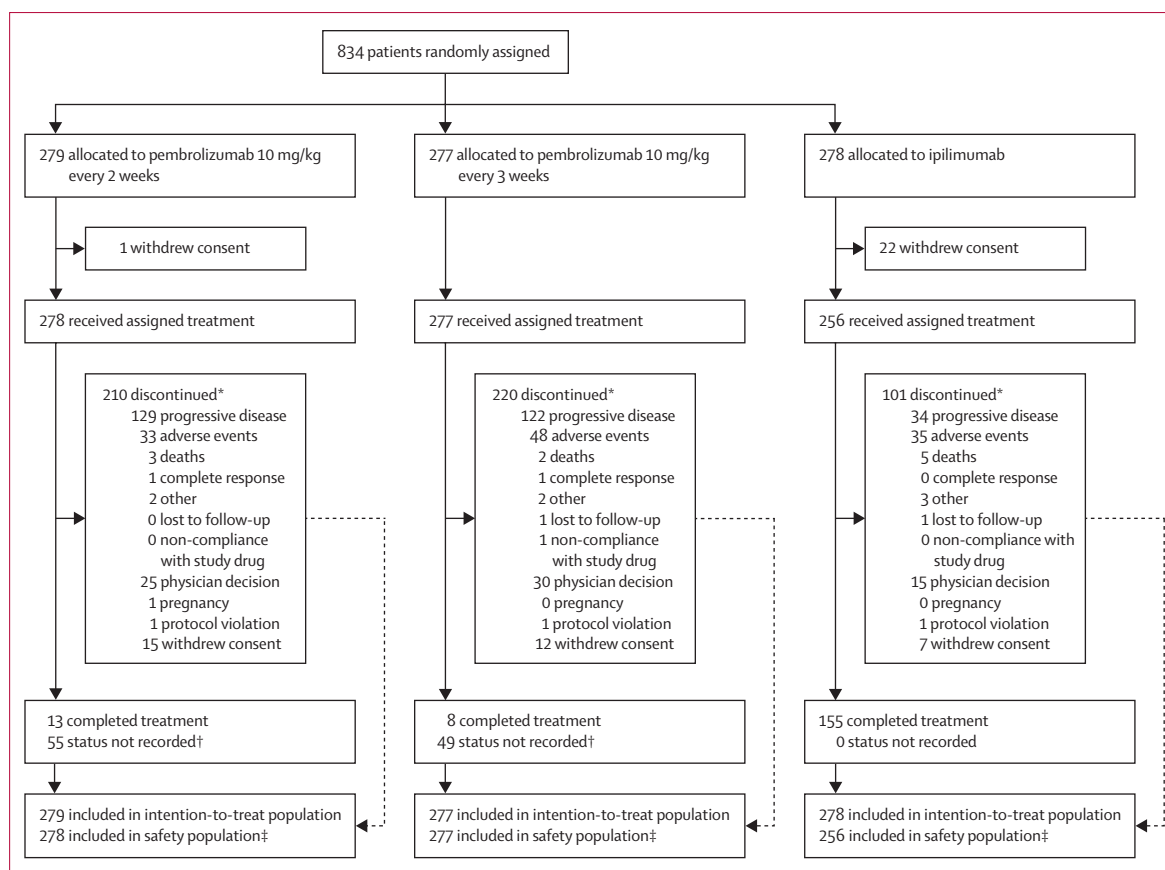 834 patients randomly assigned
279 allocated to pembrolizumab 10 mg/kg
every 2 weeks
277 allocated to pembrolizumab 10 mg/kg
every 3 weeks
278 allocated to ipilimumab
1 withdrew consent
22 withdrew consent
278 received assigned treatment
277 received assigned treatment
256 received assigned treatment
210 discontinued*
129 progressive disease
33 adverse events
3 deaths
1 complete response
2 other
0 lost to follow-up
0 non-compliance
with study drug
25 physician decision
1 pregnancy
1 protocol violation
15 withdrew consent
220 discontinued*
122 progressive disease
48 adverse events
2 deaths
1 complete response
2 other
1 lost to follow-up
1 non-compliance
with study drug
30 physician decision
0 pregnancy
1 protocol violation
12 withdrew consent
101 discontinued*
34 progressive disease
35 adverse events
5 deaths
0 complete response
3 other
1 lost to follow-up
0 non-compliance with
study drug
15 physician decision
0 pregnancy
1 protocol violation
7 withdrew consent
13 completed treatment
55 status not recorded†
8 completed treatment
49 status not recorded†
155 completed treatment
0 status not recorded
279 included in intention-to-treat population
278 included in safety population‡
277 included in intention-to-treat population
277 included in safety population‡
278 included in intention-to-treat population
256 included in safety population‡